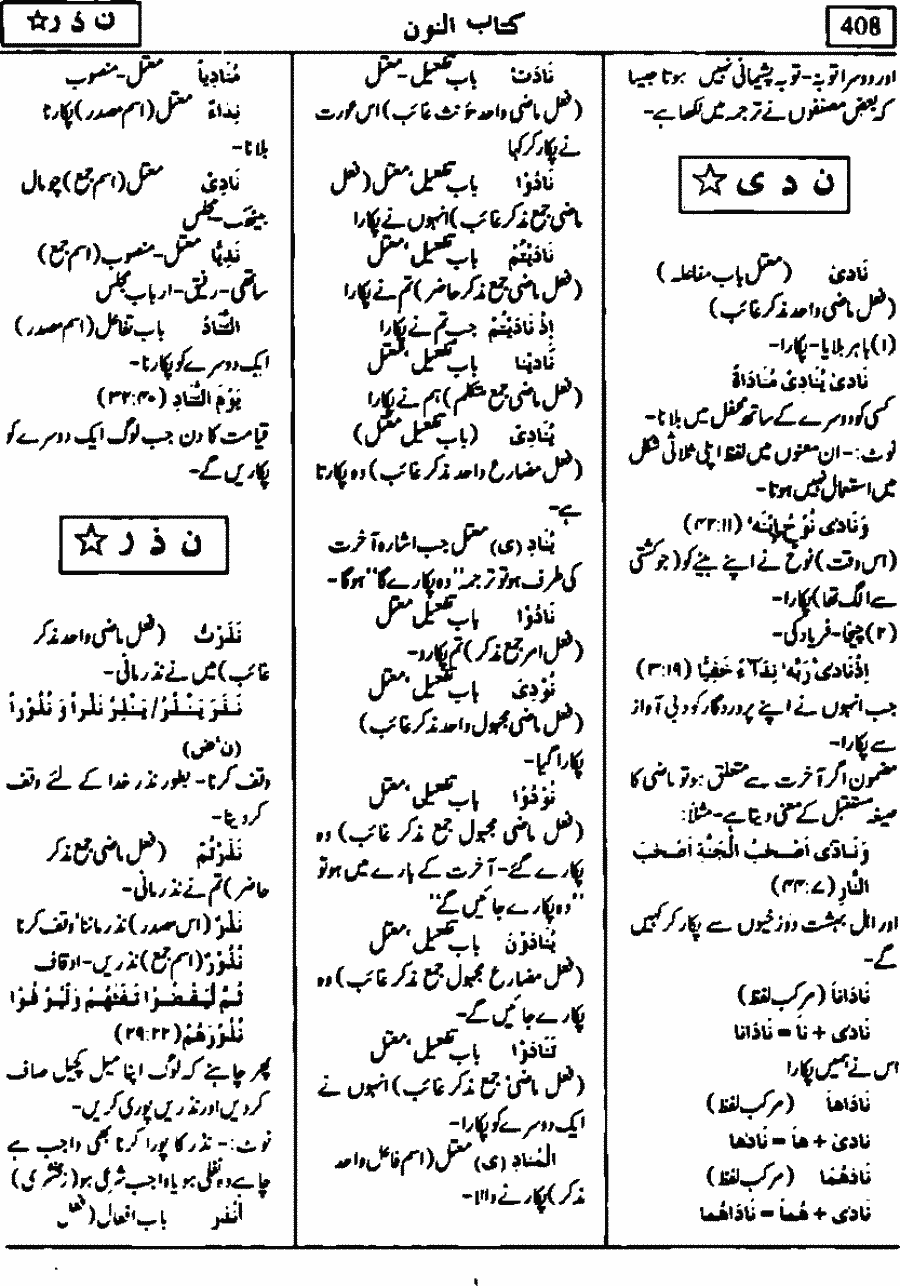 408
کتاب النون
ن ذ ر ☆
اور دوسرا توبہ-توبہ پشیمانی نہیں ہوتا جیسا
کہ بعض مصنفوں نے ترجمہ میں لکھا ہے-
ن د ی ☆
نَادٰی (معتل باب مفاعلہ)
(فعل ماضی واحد مذکر غائب)
(۱) باہر بلایا-پکارا-
نَادٰی یُنَادِیْ مُنَادَاۃً
کسی کو دوسرے کے ساتھ محفل میں بلانا-
نوٹ:-ان معنوں میں لفظ اپنی ثلاثی شکل
میں استعمال نہیں ہوتا-
وَنَادٰی نُوْحُ ابْنَہٗ (۴۲:۱۱)
(اس وقت) نوح نے اپنے بیٹے کو (جو کشتی
سے الگ تھا) پکارا-
(۲) چیخا-فریاد کی-
اِذْنَادٰی رَبَّہٗ نِدَآءً خَفِیًّا (۳:۱۹)
جب انہوں نے اپنے پروردگار کو دبی آواز
سے پکارا-
مضمون اگر آخرت سے متعلق ہو تو ماضی کا
صیغہ مستقبل کے معنی دیتا ہے-مثلاً:
وَنَادٰی اَصْحٰبُ الْجَنَّۃِ اَصْحٰبَ
النَّارِ (۴۴:۷)
اور اہل بہشت دوزخیوں سے پکار کر کہیں
گے-
نَادَانَا (مرکب لفظ)
نَادٰی + نَا = نَادَانا
اس نے ہمیں پکارا
نَادٰھَا (مرکب لفظ)
نادٰی + ھَا = نَادٰھا
نَادٰھُمَا (مرکب لفظ)
نَادٰی + ھُمَا = نَاداھُما
نَادَتْ باب تفعیل-معتل
(فعل ماضی واحد مؤنث غائب) اس عورت
نے پکار کر کہا
نَادَوْا باب تفعیل، معتل (فعل
ماضی جمع مذکر غائب) انہوں نے پکارا
نَادَیْتُمْ باب تفعیل، معتل
(فعل ماضی جمع مذکر حاضر) تم نے پکارا
اِذْ نَادَیْتُمْ جب تم نے پکارا
نَادَیْنَا باب تفعیل، معتل
(فعل ماضی جمع متکلم) ہم نے پکارا
یُنَادِیْ (باب تفعیل معتل)
(فعل مضارع واحد مذکر غائب) وہ پکارتا
ہے-
یُنَادِ (ی) معتل جب اشارہ آخرت
کی طرف ہو تو ترجمہ "وہ پکارے گا" ہوگا-
نَادُوْا باب تفعیل معتل
(فعل امر جمع مذکر) تم پکارو-
نُوْدِیَ باب تفعیل، معتل
(فعل ماضی مجہول واحد مذکر غائب)
پکارا گیا-
نُوْدُوْا باب تفعیل، معتل
(فعل ماضی مجہول جمع مذکر غائب) وہ
پکارے گئے-آخرت کے بارے میں ہو تو
"وہ پکارے جائیں گے"
یُنَادَوْنَ باب تفعیل، معتل
(فعل مضارع مجہول جمع مذکر غائب) وہ
پکارے جائیں گے-
تَنَادَوْا باب تفعیل، معتل
(فعل ماضی جمع مذکر غائب) انہوں نے
ایک دوسرے کو پکارا-
الْمُنَادِ (ی) معتل (اسم فاعل واحد
مذکر) پکارنے والا-
مُنَادِیاً معتل-منصوب
نِدَاءٌ معتل (اسم مصدر) پکارنا
بلانا-
نَادِیْ معتل (اسم جمع) چوپال
بیٹھک-مجلس
نَدِیًّا معتل-منصوب (اسم جمع)
ساتھی-رفیق-ارباب مجلس
التَّنَادُ باب تفاعل (اسم مصدر)
ایک دوسرے کو پکارنا-
یَوْمَ التَّنَادِ (۳۲:۴۰)
قیامت کا دن جب لوگ ایک دوسرے کو
پکاریں گے-
ن ذ ر ☆
نَذَرْتُ (فعل ماضی واحد مذکر
غائب) میں نے نذر مانی-
نَذَرَ یَنْذُرُ/یَنْذِرُ نَذْراً وَ نُذُوْراً
(ن، ض)
وقف کرنا-بطور نذر خدا کے لئے وقف
کر دینا-
نَذَرْتُمْ (فعل ماضی جمع مذکر
حاضر) تم نے نذر مانی-
نَذْرٌ (اس مصدر) نذر ماننا، وقف کرنا
نُذُوْرٌ (اسم جمع) نذریں-اوقاف
ثُمَّ لْیَقْضُوْا تَفَثَھُمْ وَلْیُوْفُوْا
نُذُوْرَھُمْ (۲۹:۲۲)
پھر چاہئے کہ لوگ اپنا میل کچیل صاف
کر دیں اور نذریں پوری کریں-
نوٹ:-نذر کا پورا کرنا بھی واجب ہے
چاہے وہ نفلی ہو یا واجب شرعی ہو (زمخشری)
اَنْذَرَ باب افعال (فعل